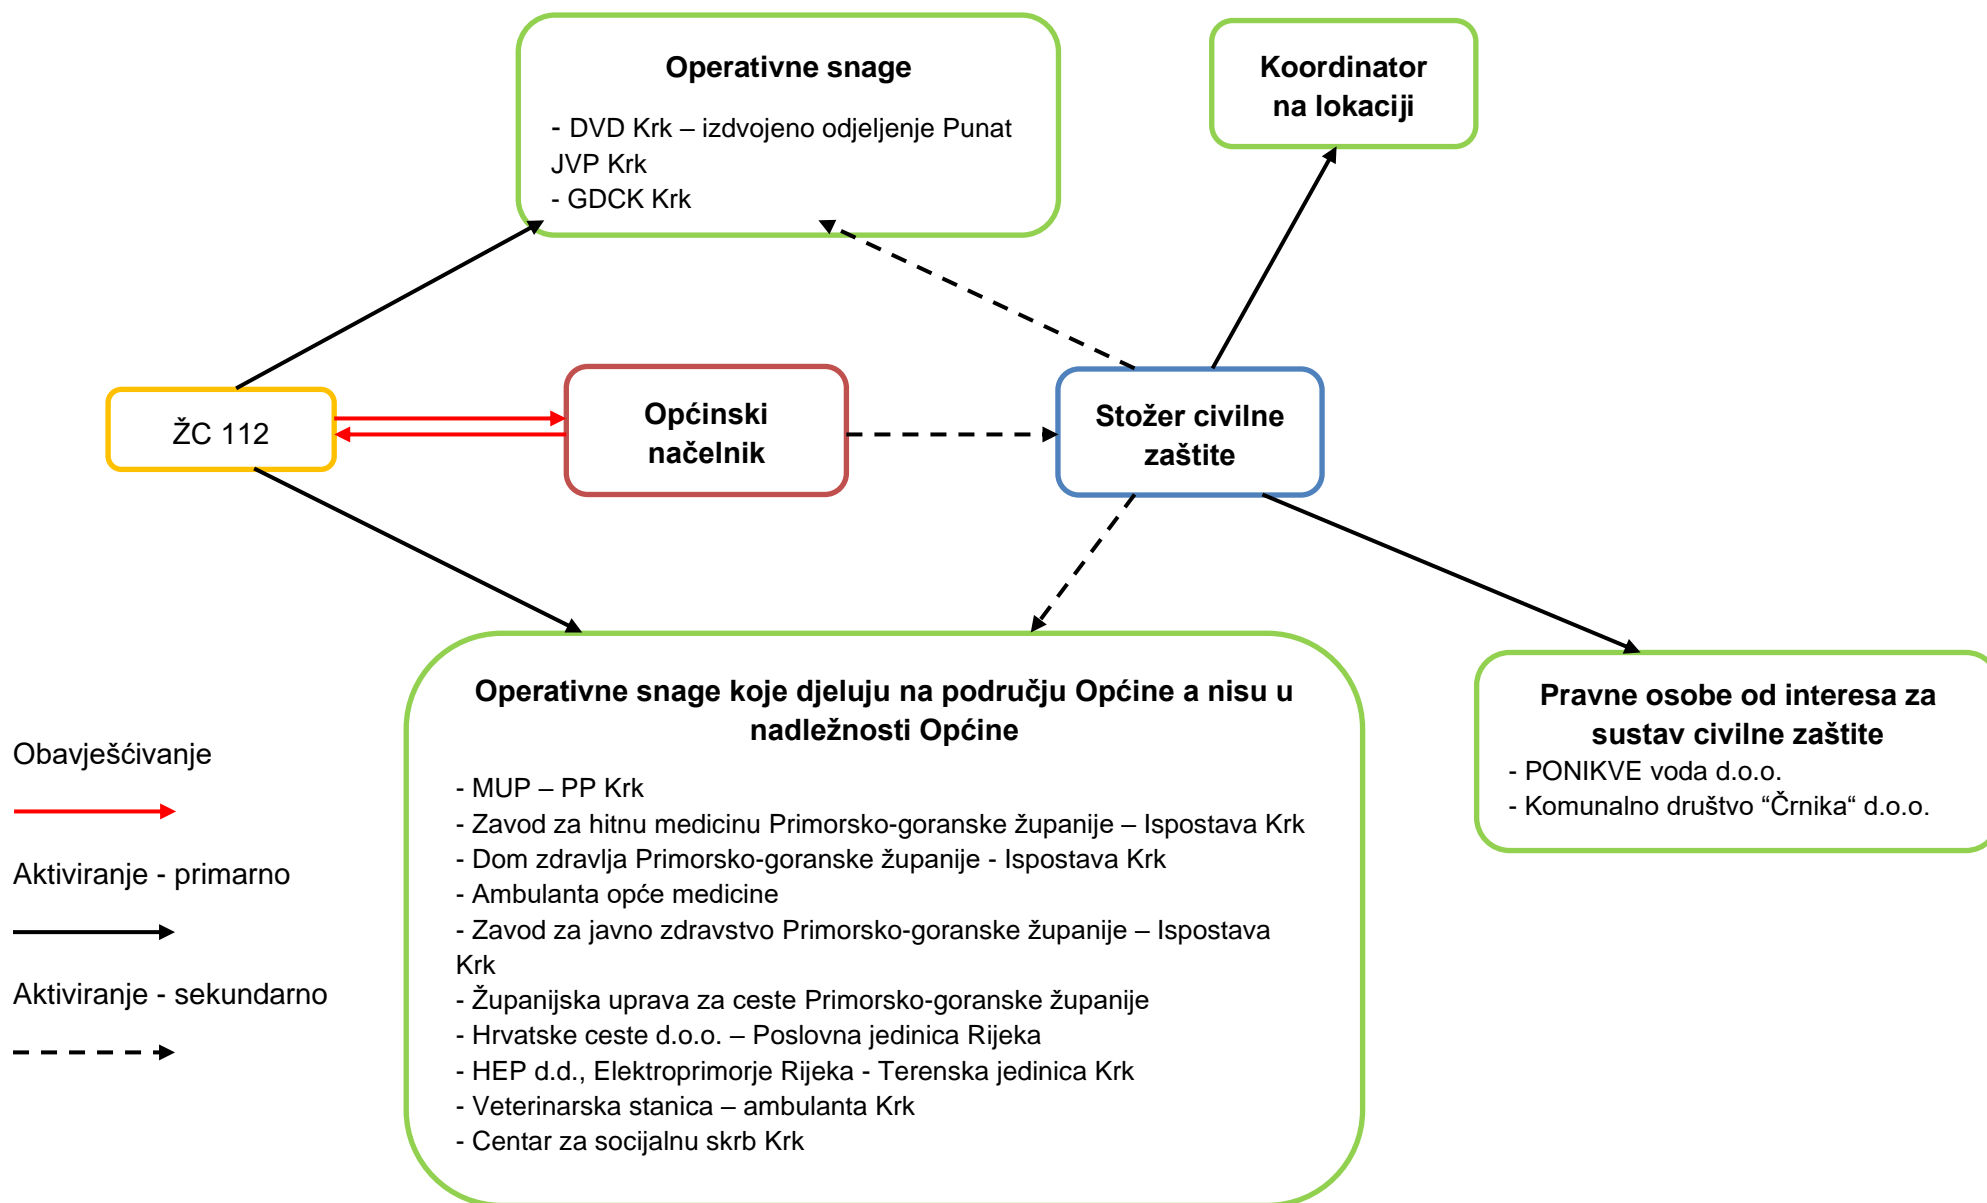 Operativne snage
- DVD Krk – izdvojeno odjeljenje Punat
JVP Krk
- GDCK Krk
Koordinator
na lokaciji
ŽC 112
Općinski
načelnik
Stožer civilne
zaštite
Operativne snage koje djeluju na području Općine a nisu u
nadležnosti Općine
- MUP – PP Krk
- Zavod za hitnu medicinu Primorsko-goranske županije – Ispostava Krk
- Dom zdravlja Primorsko-goranske županije - Ispostava Krk
- Ambulanta opće medicine
- Zavod za javno zdravstvo Primorsko-goranske županije – Ispostava
Krk
- Županijska uprava za ceste Primorsko-goranske županije
- Hrvatske ceste d.o.o. – Poslovna jedinica Rijeka
- HEP d.d., Elektroprimorje Rijeka - Terenska jedinica Krk
- Veterinarska stanica – ambulanta Krk
- Centar za socijalnu skrb Krk
Pravne osobe od interesa za
sustav civilne zaštite
- PONIKVE voda d.o.o.
- Komunalno društvo “Črnika“ d.o.o.
Obavješćivanje
Aktiviranje - primarno
Aktiviranje - sekundarno